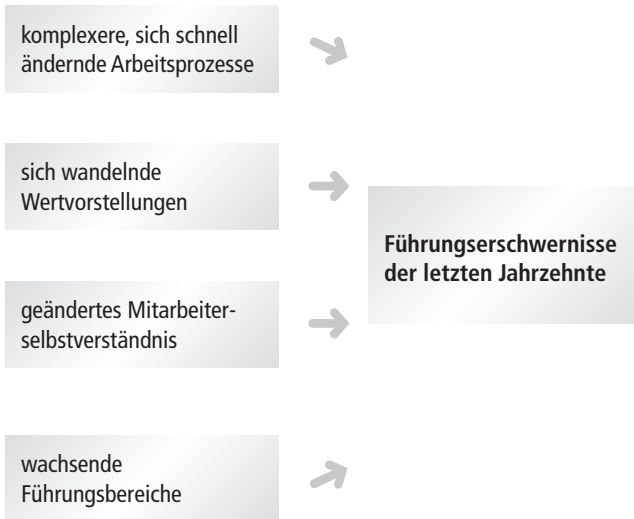 komplexere, sich schnell
ändernde Arbeitsprozesse
sich wandelnde
Wertvorstellungen
Führungserschwernisse
der letzten Jahrzehnte
geändertes Mitarbeiter-
selbstverständnis
wachsende
Führungsbereiche